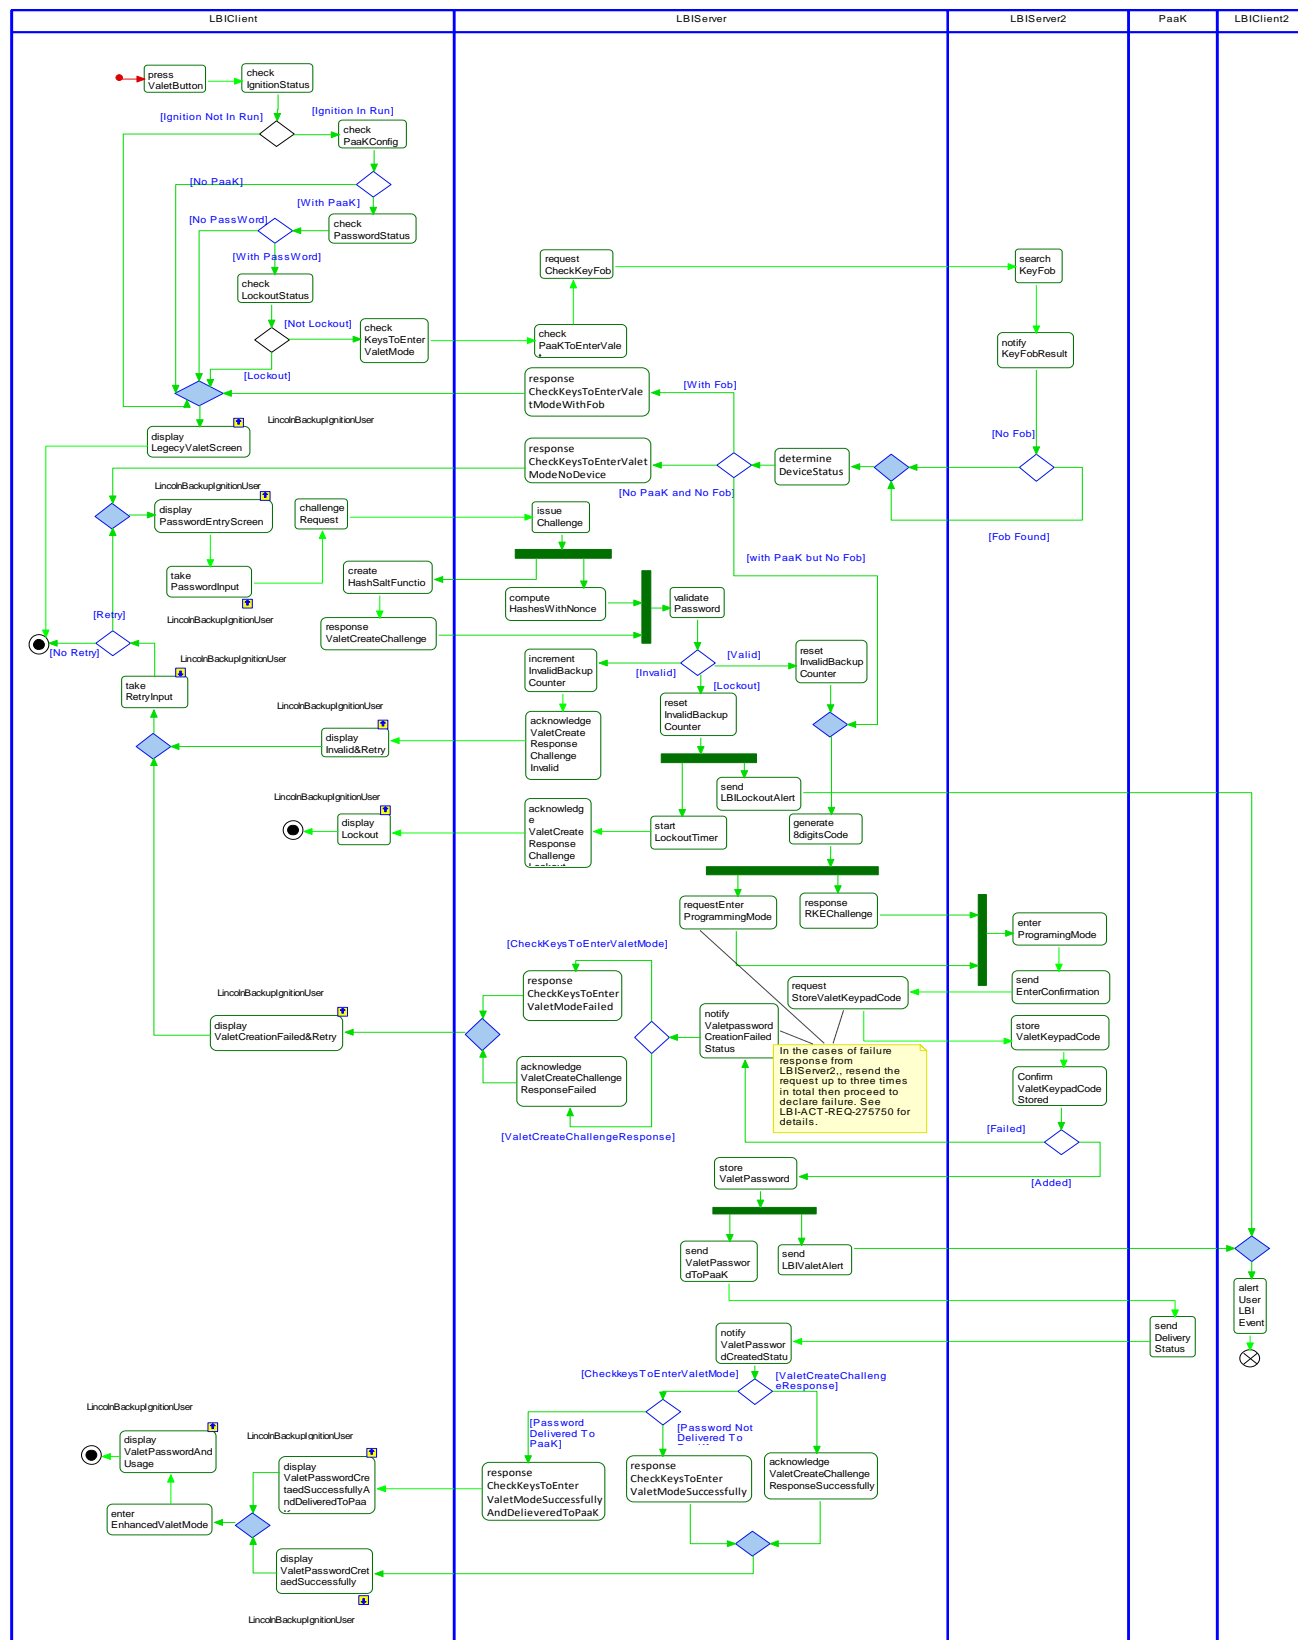 LBIClient
LBIServer
LBIServer2
PaaK
LBIClient2
press
ValetButton
check
IgnitionStatus
[Ignition Not In Run]
[Ignition In Run]
check
PaaKConfig
[No PaaK]
[With PaaK]
[No PassWord]
check
PasswordStatus
[With PassWord]
check
LockoutStatus
[Not Lockout]
check
KeysToEnter
ValetMode
[Lockout]
request
CheckKeyFob
search
KeyFob
check
PaaKToEnterVale
notify
KeyFobResult
response
CheckKeysToEnterVale
tModeWithFob
[With Fob]
LincolnBackupIgnitionUser
display
LegacyValetScreen
response
CheckKeysToEnterValet
ModeNoDevice
determine
DeviceStatus
[No Fob]
[No PaaK and No Fob]
[Fob Found]
LincolnBackupIgnitionUser
display
PasswordEntryScreen
challenge
Request
issue
Challenge
[with PaaK but No Fob]
take
PasswordInput
LincolnBackupIgnitionUser
create
HashSaltFunctio
compute
HashesWithNonce
validate
Password
response
ValetCreateChallenge
[Retry]
[No Retry]
LincolnBackupIgnitionUser
take
RetryInput
increment
InvalidBackup
Counter
[Invalid]
[Valid]
[Lockout]
reset
InvalidBackup
Counter
reset
InvalidBackup
Counter
LincolnBackupIgnitionUser
display
Invalid&Retry
acknowledge
ValetCreate
Response
Challenge
Invalid
send
LBILockoutAlert
LincolnBackupIgnitionUser
display
Lockout
acknowledg
e
ValetCreate
Response
Challenge
start
LockoutTimer
generate
8digitsCode
requestEnter
ProgrammingMode
response
RKEChallenge
enter
ProgramingMode
[CheckKeysToEnterValetMode]
response
CheckKeysToEnter
ValetModeFailed
request
StoreValetKeypadCode
send
EnterConfirmation
LincolnBackupIgnitionUser
display
ValetCreationFailed&Retry
notify
Valetpassword
CreationFailed
Status
store
ValetKeypadCode
acknowledge
ValetCreateChallenge
ResponseFailed
In the cases of failure
response from
LBIServer2,, resend the
request up to three times
in total then proceed to
declare failure. See
LBI-ACT-REQ-275750 for
details.
Confirm
ValetKeypadCode
Stored
[ValetCreateChallengeResponse]
[Failed]
[Added]
store
ValetPassword
send
ValetPasswor
dToPaaK
send
LBIValetAlert
alert
User
LBI
Event
send
Delivery
Status
notify
ValetPasswor
dCreatedStatu
[CheckkeysToEnterValetMode]
[ValetCreateChalleng
eResponse]
[Password
Delivered To
PaaK]
[Password Not
Delivered To
LincolnBackupIgnitionUser
display
ValetPasswordAnd
Usage
LincolnBackupIgnitionUser
display
ValetPasswordCre
taedSuccessfullyA
ndDeliveredToPaa
response
CheckKeysToEnter
ValetModeSuccessfully
AndDelieveredToPaaK
response
CheckKeysToEnter
ValetModeSuccessfully
acknowledge
ValetCreateChallenge
ResponseSuccessfully
enter
EnhancedValetMode
display
ValetPasswordCret
aedSuccessfully
LincolnBackupIgnitionUser